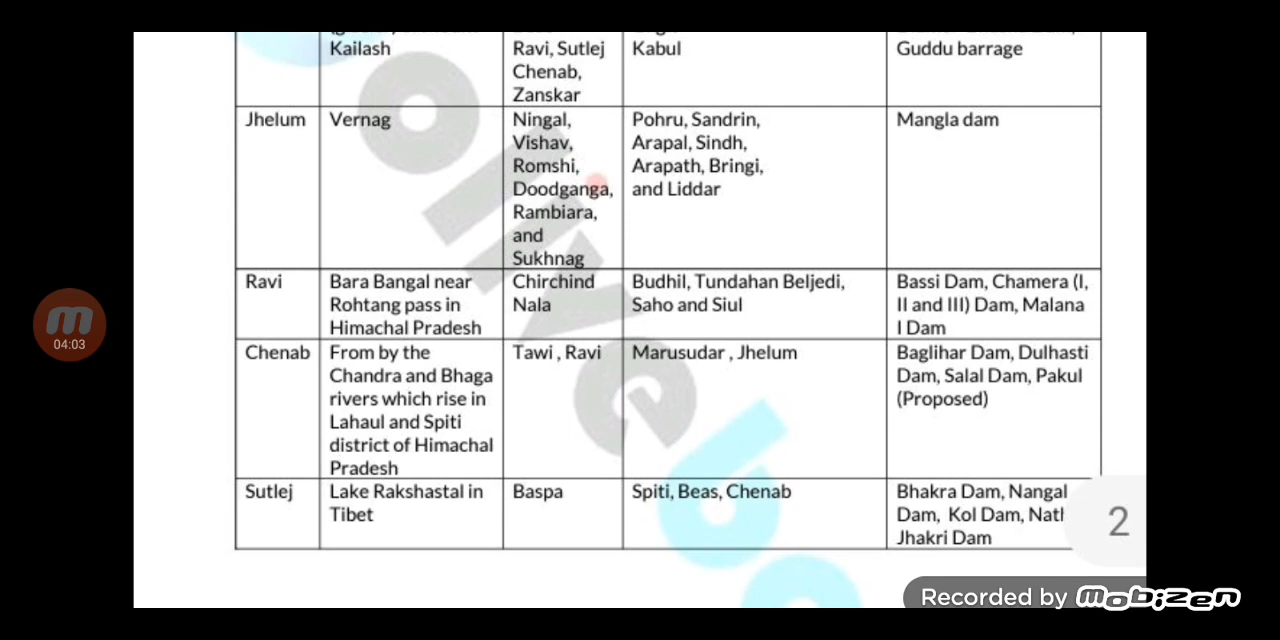 Kailash
Ravi, Sutlej
Chenab,
Zanskar
Kabul
Guddu barrage
Jhelum
Vernag
Ningal,
Vishav,
Romshi,
Doodganga,
Rambiara,
and
Sukhnag
Pohru, Sandrin,
Arapal, Sindh,
Arapath, Bringi,
and Liddar
Mangla dam
Ravi
Bara Bangal near
Rohtang pass in
Himachal Pradesh
Chirchind
Nala
Budhil, Tundahan Beljedi,
Saho and Siul
Bassi Dam, Chamera (I,
II and III) Dam, Malana
I Dam
Chenab
From by the
Chandra and Bhaga
rivers which rise in
Lahaul and Spiti
district of Himachal
Pradesh
Tawi , Ravi
Marusudar , Jhelum
Baglihar Dam, Dulhasti
Dam, Salal Dam, Pakul
(Proposed)
Sutlej
Lake Rakshastal in
Tibet
Baspa
Spiti, Beas, Chenab
Bhakra Dam, Nangal
Dam, Kol Dam,
Jhakri Dam
2
04:03
Recorded by mobizen